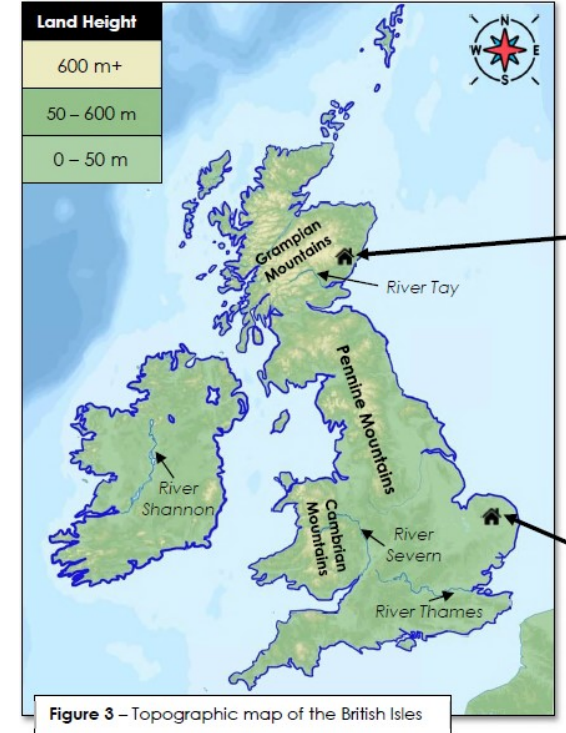 Land Height
600 m+
50 – 600 m
0 – 50 m
N
W E
S
Grampian
Mountains
River Tay
Pennine Mountains
River
Shannon
Cambrian
Mountains
River
Severn
River Thames
Figure 3 – Topographic map of the British Isles